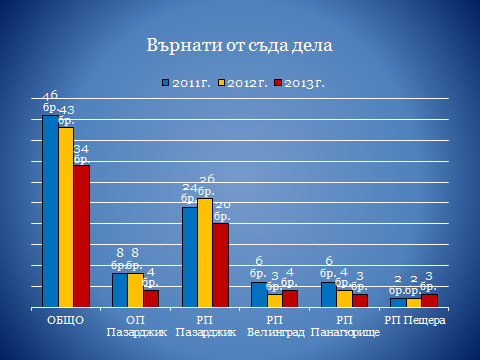 Върнати от съда дела
2011г. 2012г. 2013г.
46 бр. 43 бр. 34 бр.
8 бр. 8 бр. 4 бр.
24 бр. 26 бр. 20 бр.
6 бр. 3 бр. 4 бр.
6 бр. 4 бр. 3 бр.
2 бр. 2 бр. 3 бр.
ОБЩО
ОП Пазарджик
РП Пазарджик
РП Велинград
РП Панагюрище
РП Пещера